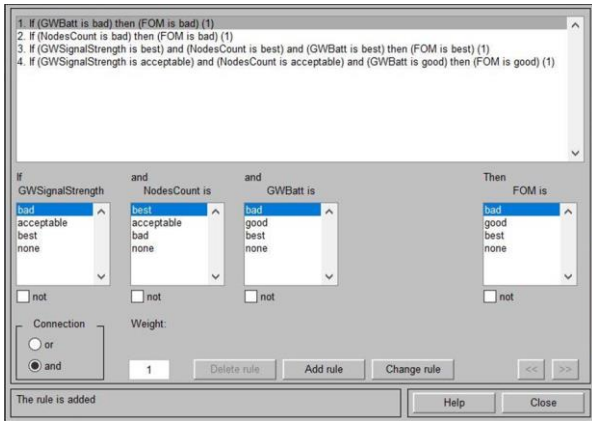 1. If (GWBatt is bad) then (FOM is bad) (1)
2. If (NodesCount is bad) then (FOM is bad) (1)
3. If (GWSignalStrength is best) and (NodesCount is best) and (GWBatt is best) then (FOM is best) (1)
4. If (GWSignalStrength is acceptable) and (NodesCount is acceptable) and (GWBatt is good) then (FOM is good) (1)
If and and Then
GWSignalStrength NodesCount is GWBatt is FOM is
bad best bad bad
acceptable acceptable good good
best bad best best
none none none none
not not not not
Connection Weight:
or
and 1 Delete rule Add rule Change rule << >>
The rule is added Help Close